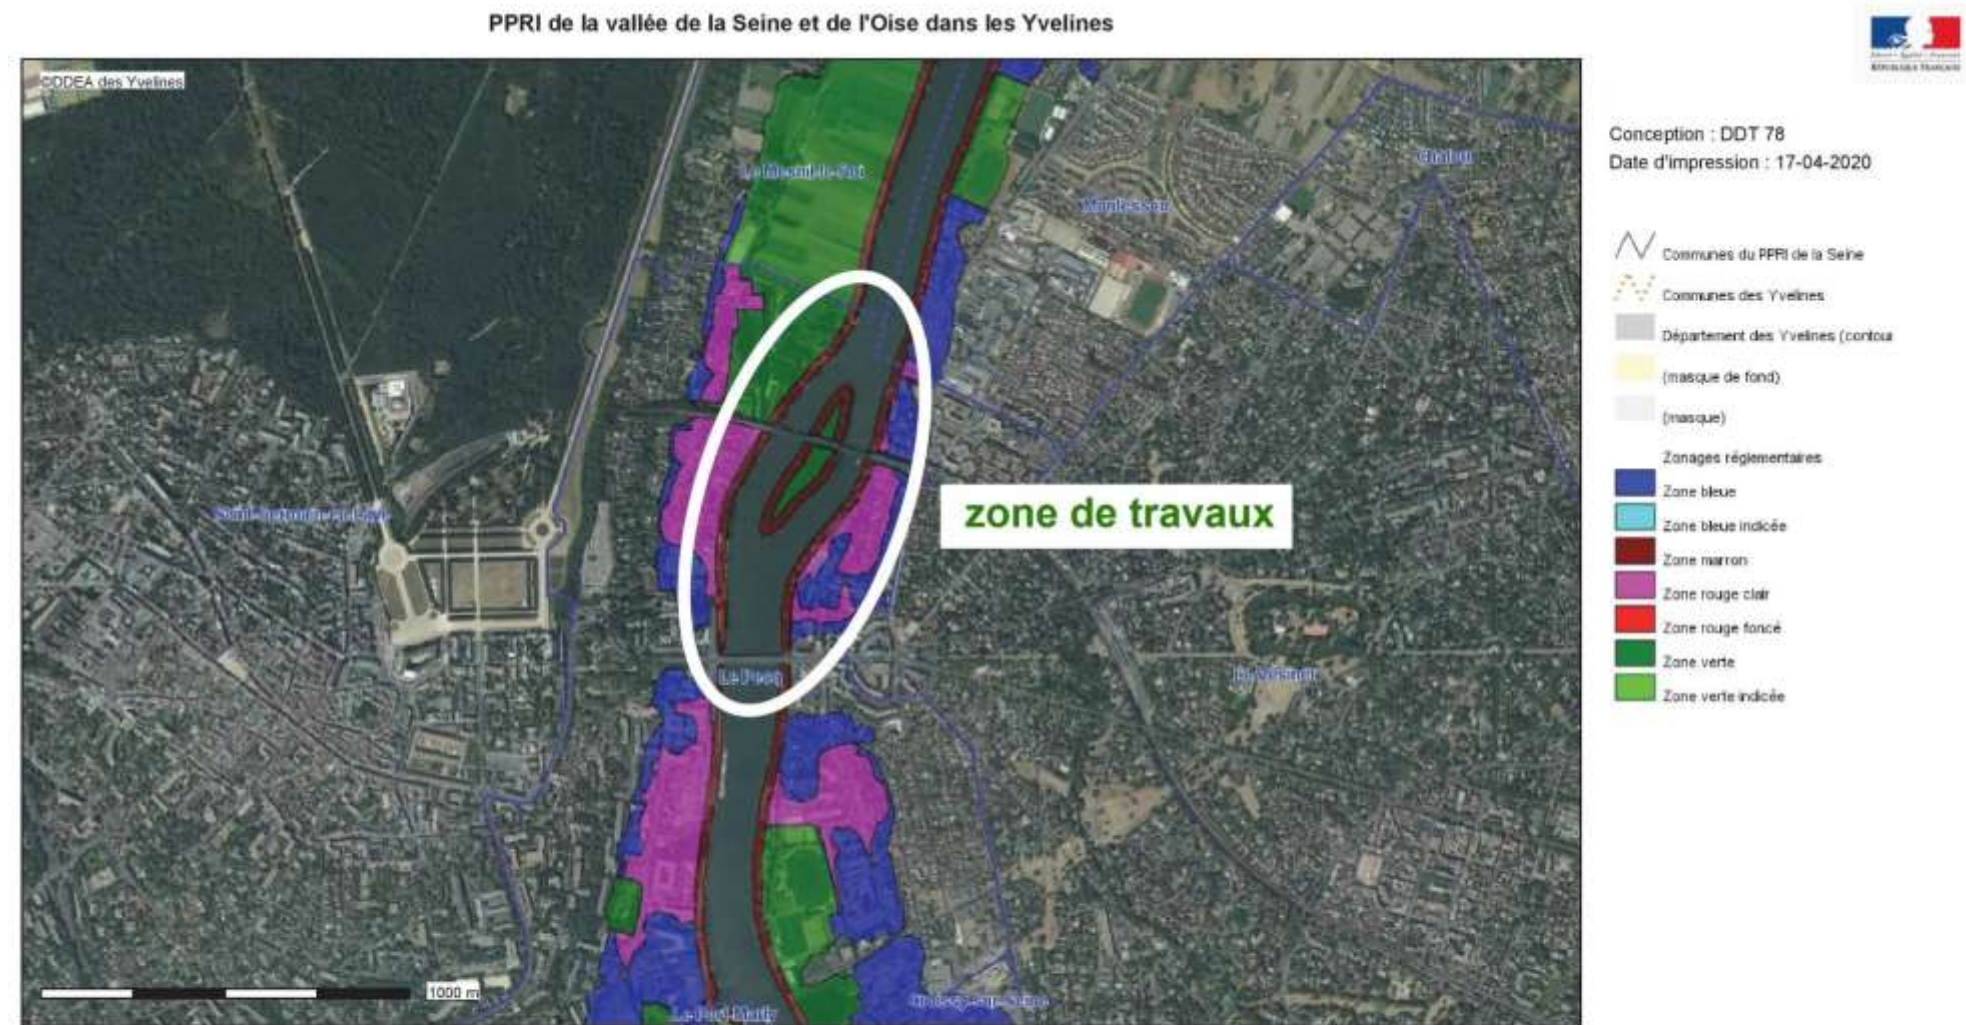 PPRI de la vallée de la Seine et de l'Oise dans les Yvelines
©DDEA des Yvelines
Le Mesnil-le-Roi
Chatou
Montesson
Saint-Germain-en-Laye
zone de travaux
Le Pecq
Le Vésinet
1000 m
Croissy-sur-Seine
Le Port-Marly
RÉPUBLIQUE FRANÇAISE
Conception : DDT 78
Date d'impression : 17-04-2020
Communes du PPRI de la Seine
Communes des Yvelines
Département des Yvelines (contour
(masque de fond)
(masque)
Zonages réglementaires
Zone bleue
Zone bleue indicée
Zone marron
Zone rouge clair
Zone rouge foncé
Zone verte
Zone verte indicée